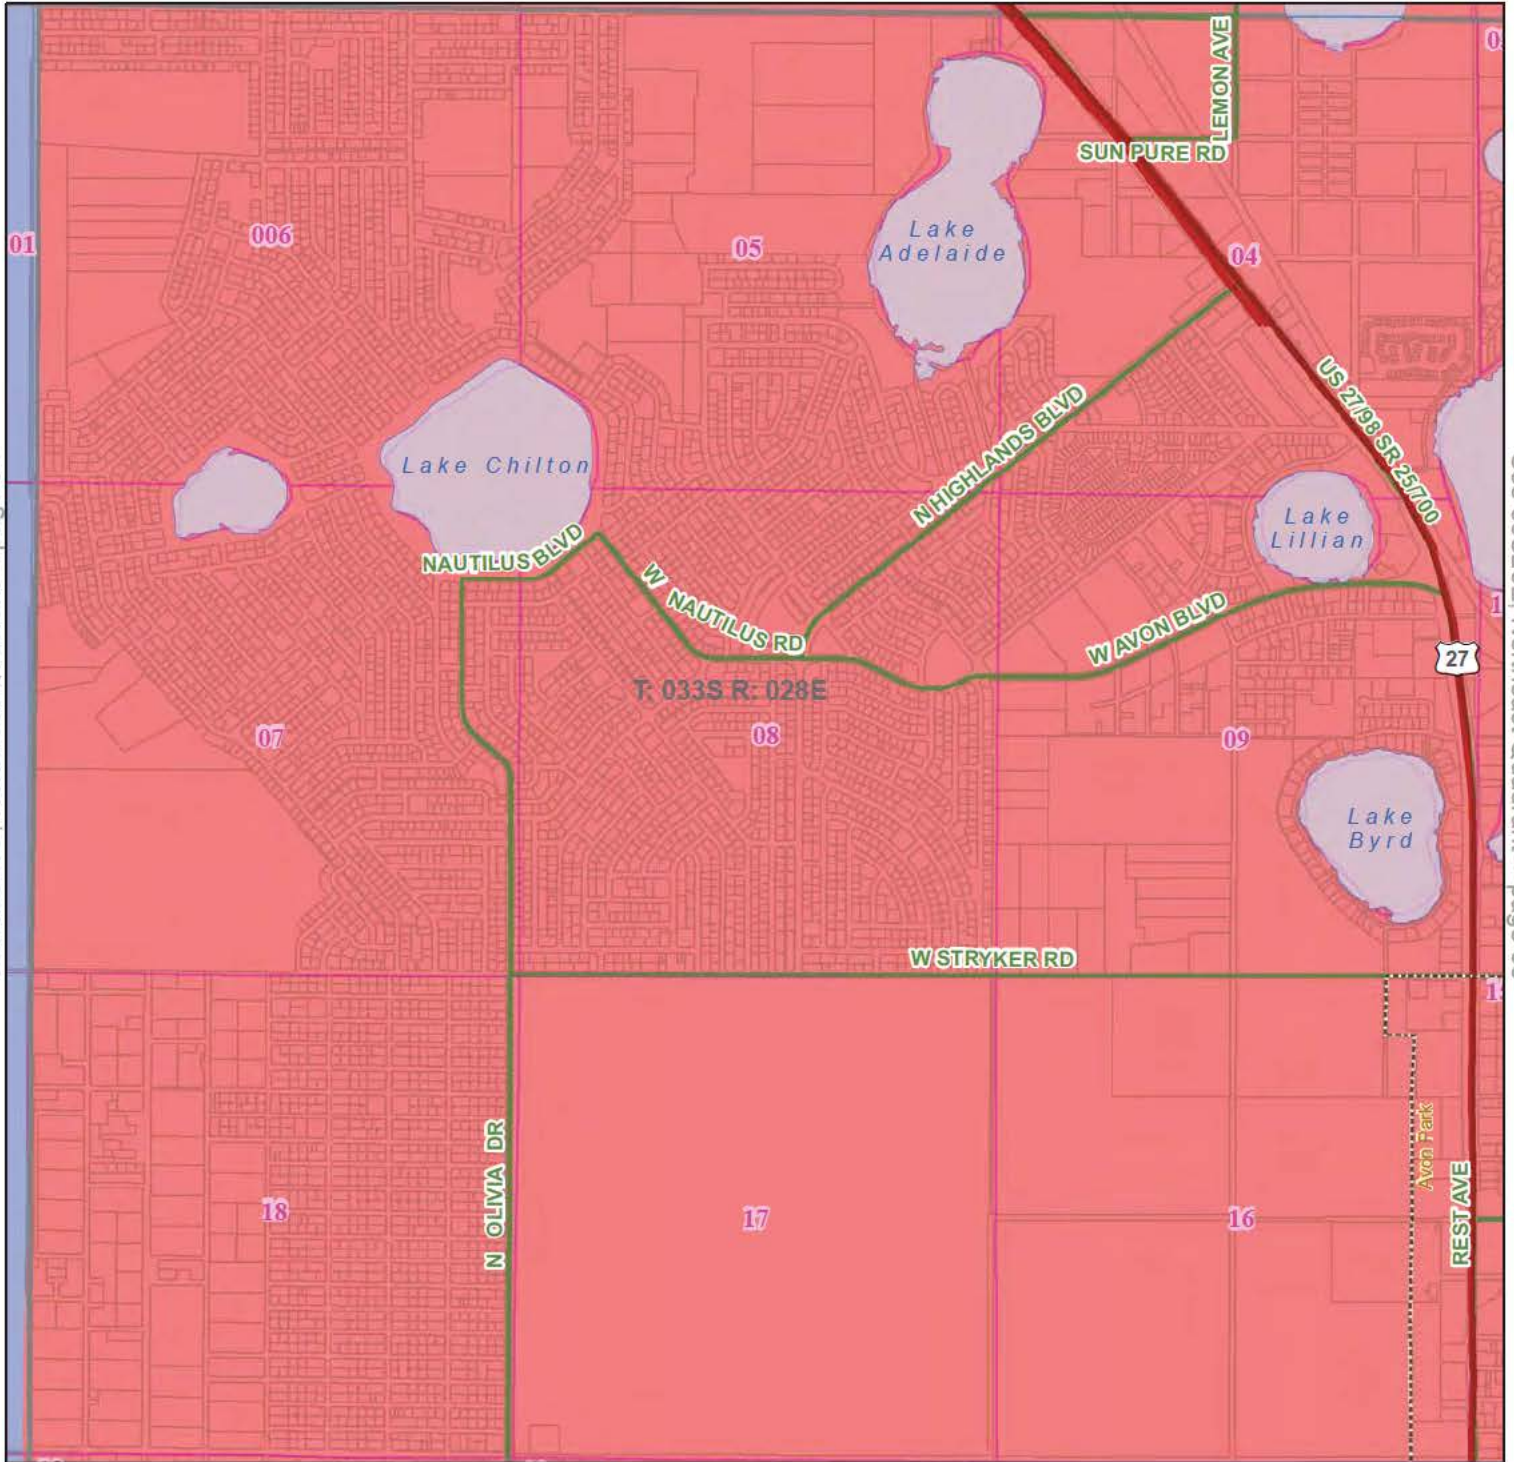 LEMON AVE
SUN PURE RD
01
006
05
Lake
Adelaide
04
US 27/98 SR 25/700
N HIGHLANDS BLVD
Lake Chilton
Lake
Lillian
NAUTILUS BLVD
W NAUTILUS RD
W AVON BLVD
27
T: 033S R: 028E
07
08
09
Lake
Byrd
W STRYKER RD
Avon Park
N OLIVIA DR
REST AVE
18
17
16